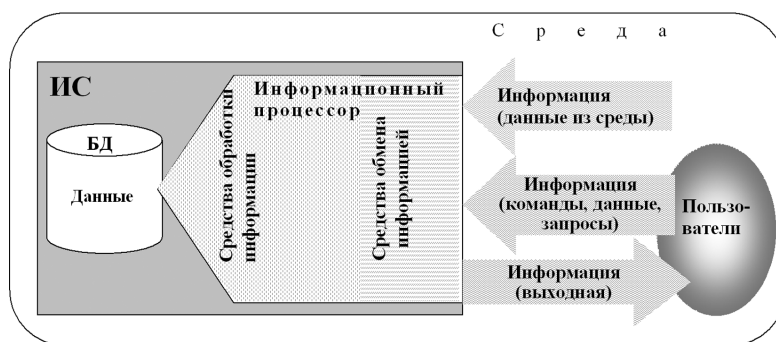 С р е д а
ИС
Информационный
процессор
Средства обработки
информации
Средства обмена
информацией
БД
Данные
Информация
(данные из среды)
Информация
(команды, данные,
запросы)
Информация
(выходная)
Пользо-
ватели